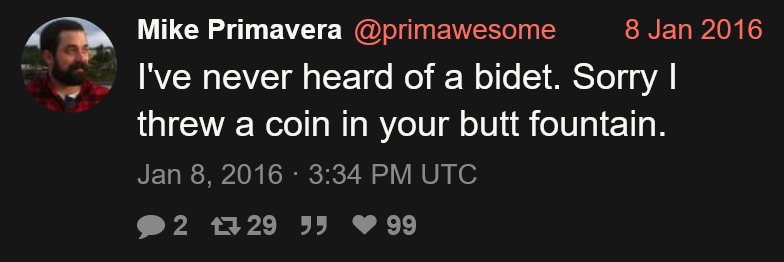 Mike Primavera @primawesome 8 Jan 2016
I've never heard of a bidet. Sorry I
threw a coin in your butt fountain.
Jan 8, 2016 · 3:34 PM UTC
2 29 99